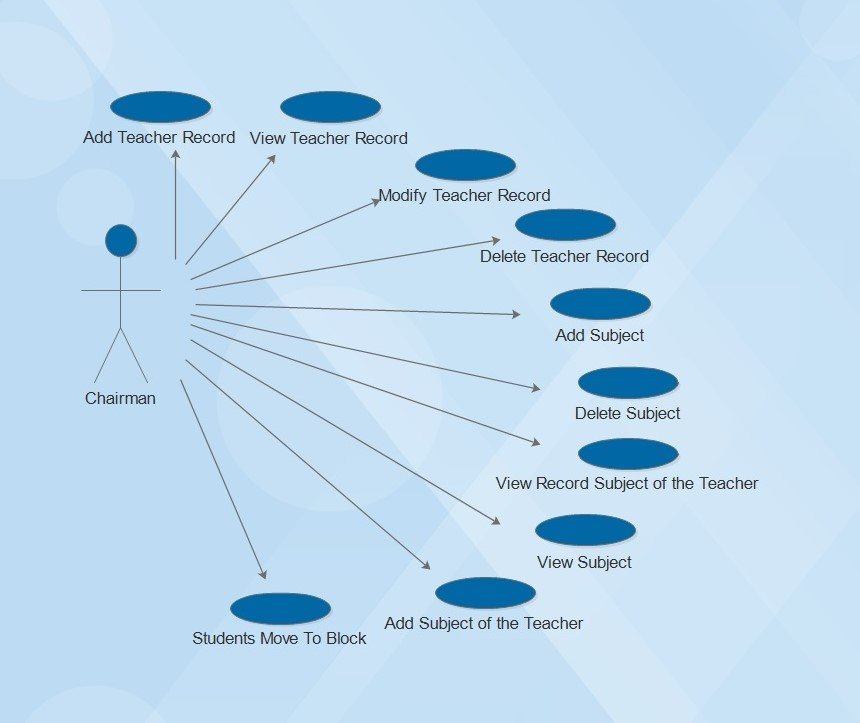 Add Teacher Record
View Teacher Record
Modify Teacher Record
Delete Teacher Record
Add Subject
Chairman
Delete Subject
View Record Subject of the Teacher
View Subject
Add Subject of the Teacher
Students Move To Block